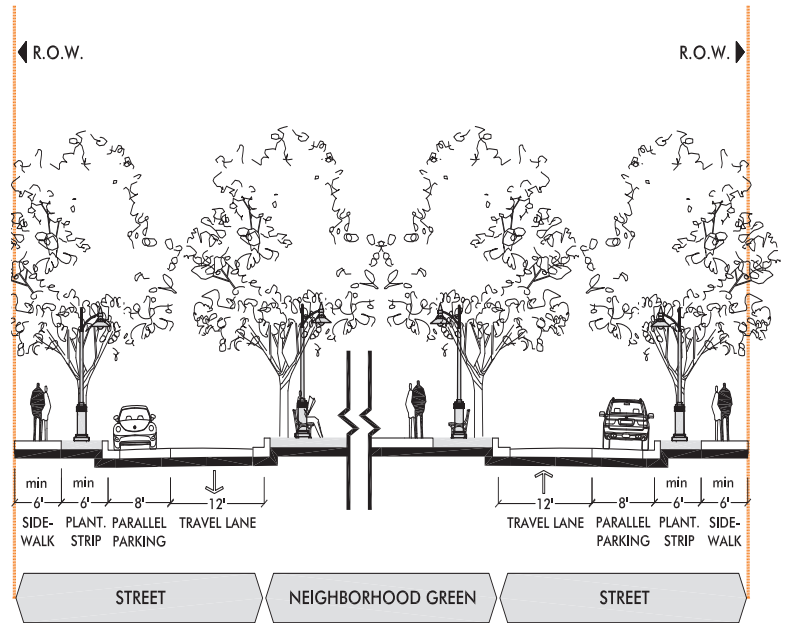 R.O.W. R.O.W.
min min min min
6' 6' 8' 12' 12' 8' 6' 6'
SIDE- PLANT. PARALLEL TRAVEL LANE TRAVEL LANE PARALLEL PLANT. SIDE-
WALK STRIP PARKING PARKING STRIP WALK
STREET NEIGHBORHOOD GREEN STREET